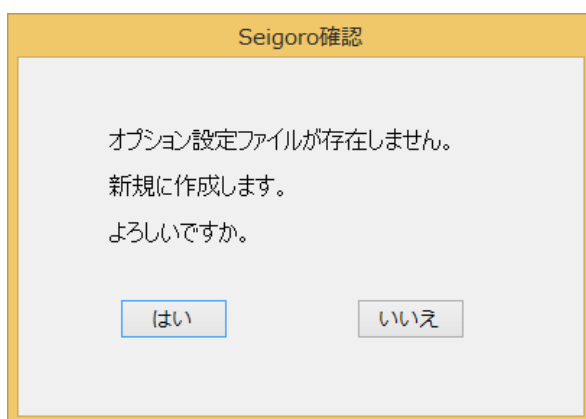 Seigoro確認
オプション設定ファイルが存在しません。
新規に作成します。
よろしいですか。
はい
いいえ